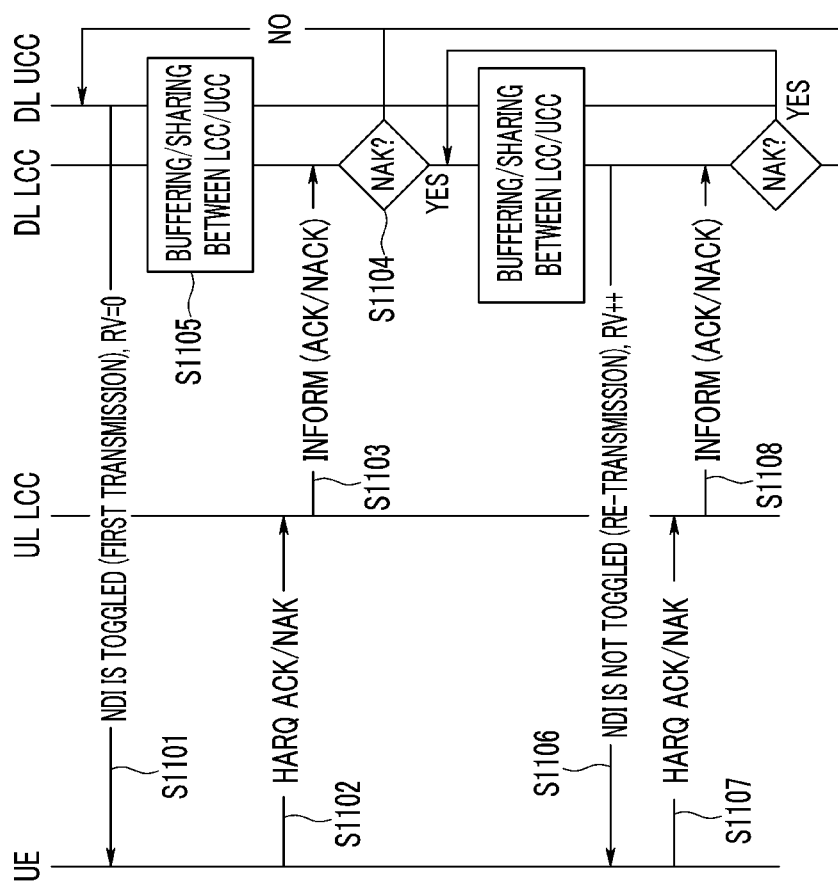 UE
UL LCC
DL LCC
DL UCC
NDI IS TOGGLED (FIRST TRANSMISSION), RV=0
S1101
BUFFERING/SHARING
BETWEEN LCC/UCC
S1105
HARQ ACK/NAK
S1102
INFORM (ACK/NACK)
S1103
NAK?
S1104
NO
YES
BUFFERING/SHARING
BETWEEN LCC/UCC
NDI IS NOT TOGGLED (RE-TRANSMISSION), RV++
S1106
HARQ ACK/NAK
S1107
INFORM (ACK/NACK)
S1108
NAK?
YES